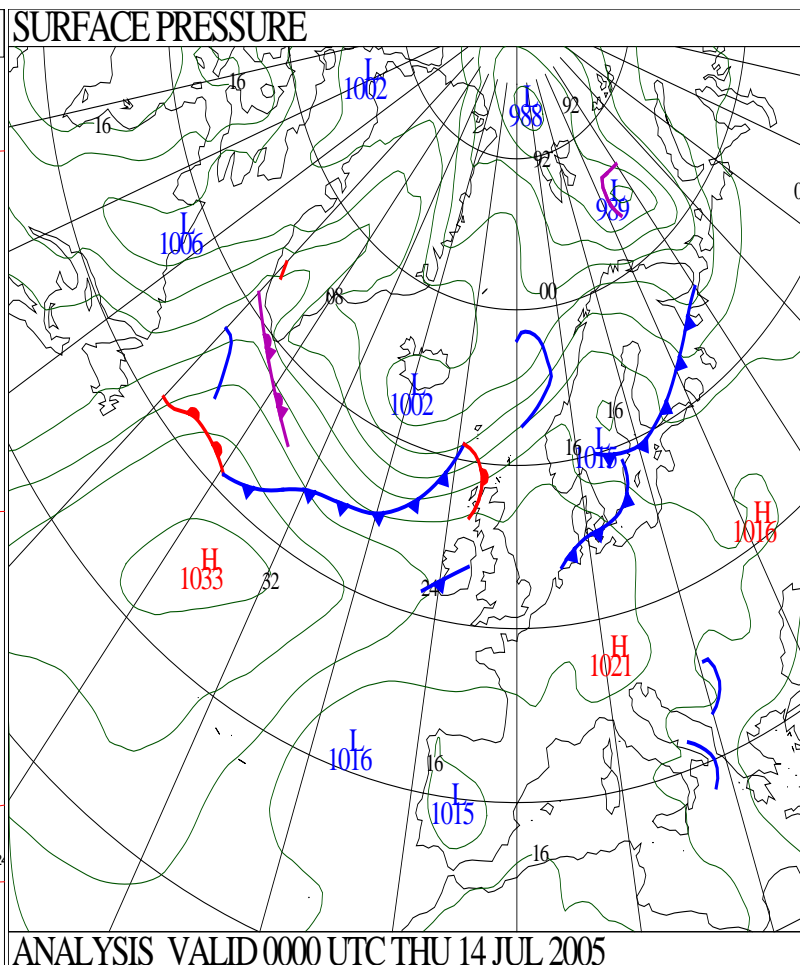 SURFACE PRESSURE
L
1002
16
16
L
988
92
92
L
989
L
1006
08
00
L
1002
16
16
L
1015
H
1016
H
1033
32
24
H
1021
L
1016
16
L
1015
16
ANALYSIS VALID 0000 UTC THU 14 JUL 2005